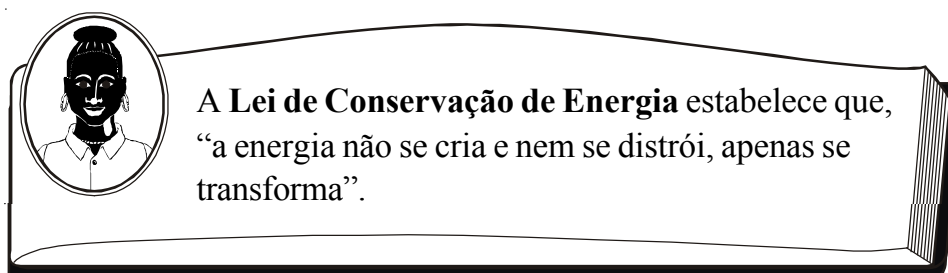 A Lei de Conservação de Energia estabelece que,
“a energia não se cria e nem se distrói, apenas se
transforma”.